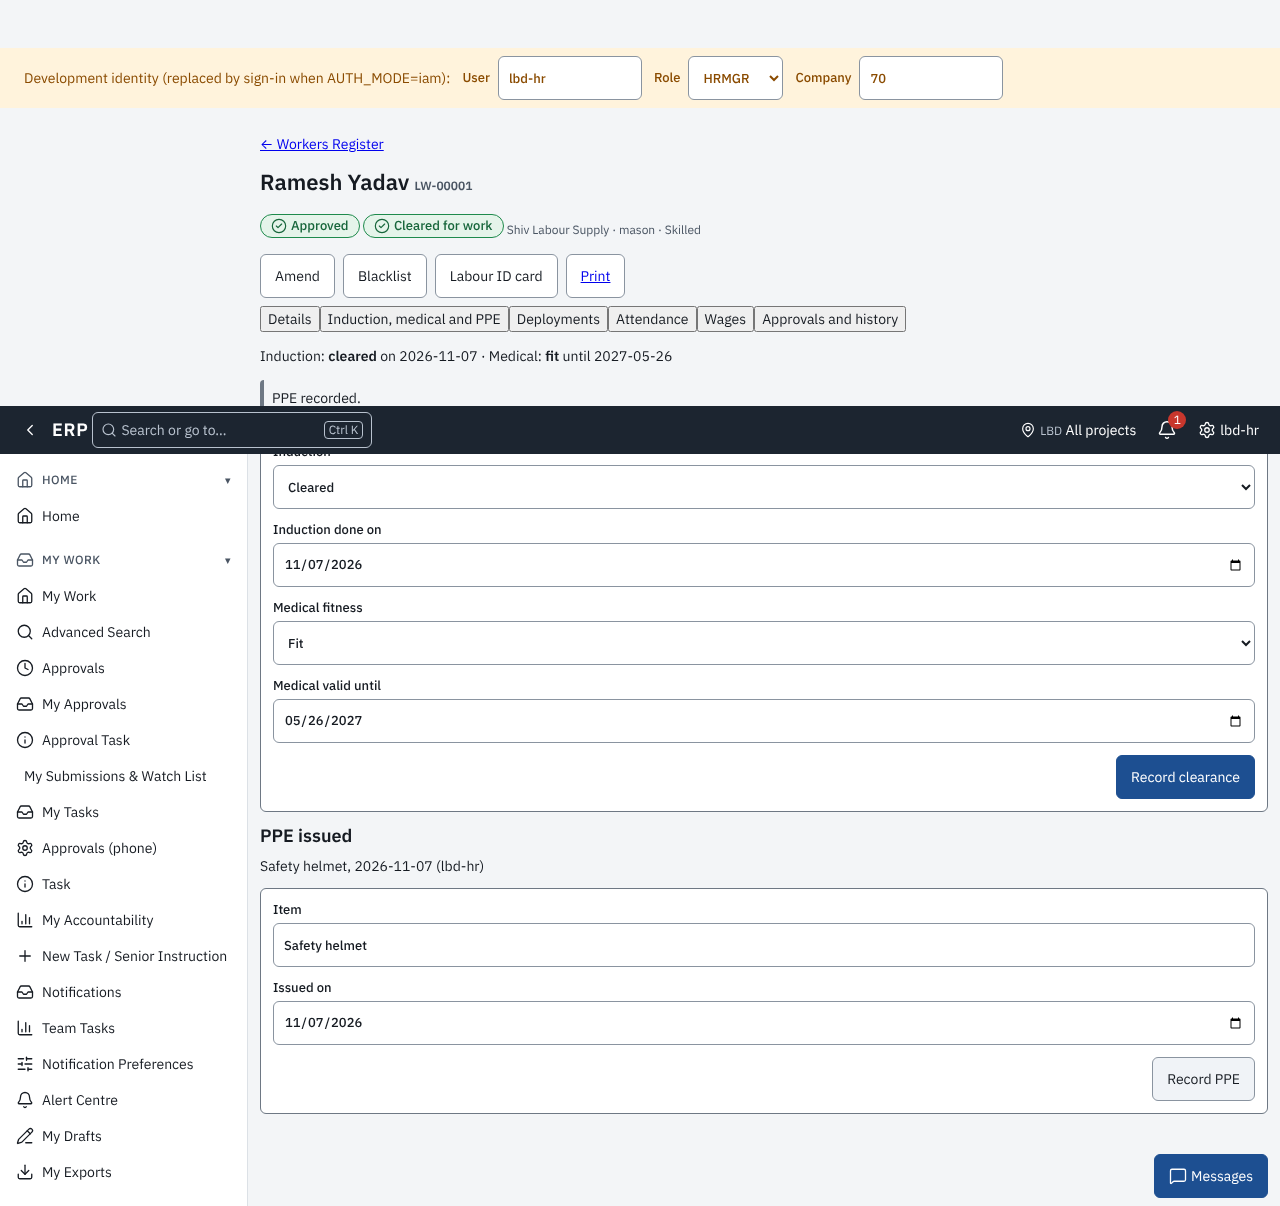 Development identity (replaced by sign-in when AUTH_MODE=iam): User lbd-hr Role HRMGR Company 70
← Workers Register
Ramesh Yadav LW-00001
Approved Cleared for work Shiv Labour Supply · mason · Skilled
Amend Blacklist Labour ID card Print
Details Induction, medical and PPE Deployments Attendance Wages Approvals and history
Induction: cleared on 2026-11-07 · Medical: fit until 2027-05-26
PPE recorded.
ERP Search or go to... Ctrl K LBD All projects 1 lbd-hr
HOME
Home
MY WORK
My Work
Advanced Search
Approvals
My Approvals
Approval Task
My Submissions & Watch List
My Tasks
Approvals (phone)
Task
My Accountability
New Task / Senior Instruction
Notifications
Team Tasks
Notification Preferences
Alert Centre
My Drafts
My Exports
Induction
Cleared
Induction done on
11/07/2026
Medical fitness
Fit
Medical valid until
05/26/2027
Record clearance
PPE issued
Safety helmet, 2026-11-07 (lbd-hr)
Item
Safety helmet
Issued on
11/07/2026
Record PPE
Messages